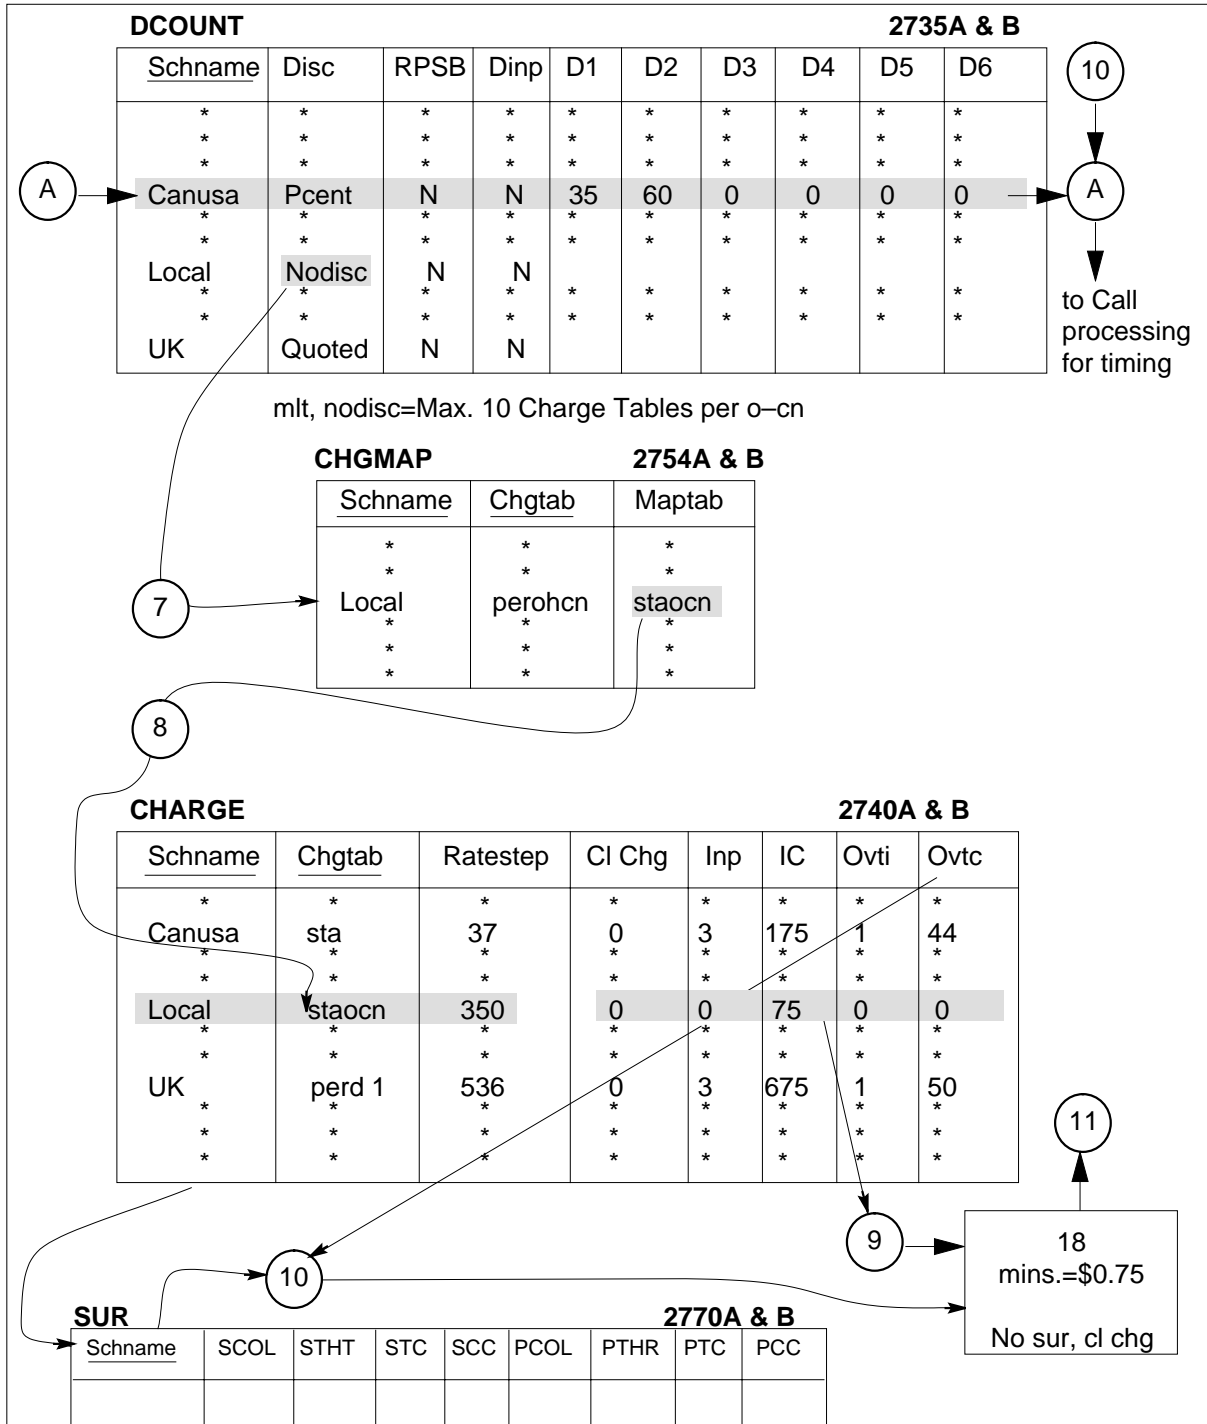 DCOUNT 2735A & B
Schname Disc RPSB Dinp D1 D2 D3 D4 D5 D6
* * * * * * * * * *
* * * * * * * * * *
* * * * * * * * * *
Canusa Pcent N N 35 60 0 0 0 0
* * * * * * * * * *
* * * * * * * * * *
Local Nodisc N N
* * * * * * * * * *
* * * * * * * * * *
UK Quoted N N
A
10
A
to Call
processing
for timing
mlt, nodisc=Max. 10 Charge Tables per o–cn
CHGMAP 2754A & B
Schname Chgtab Maptab
* * *
* * *
Local perohcn staocn
* * *
* * *
* * *
7
8
CHARGE 2740A & B
Schname Chgtab Ratestep Cl Chg Inp IC Ovti Ovtc
* * * * * * * *
Canusa sta 37 0 3 175 1 44
* * * * * * * *
* * * * * * * *
Local staocn 350 0 0 75 0 0
* * * * * * * *
* * * * * * * *
UK perd 1 536 0 3 675 1 50
* * * * * * * *
* * * * * * * *
* * * * * * * *
11
9
18
mins.=$0.75
No sur, cl chg
10
SUR 2770A & B
Schname SCOL STHT STC SCC PCOL PTHR PTC PCC